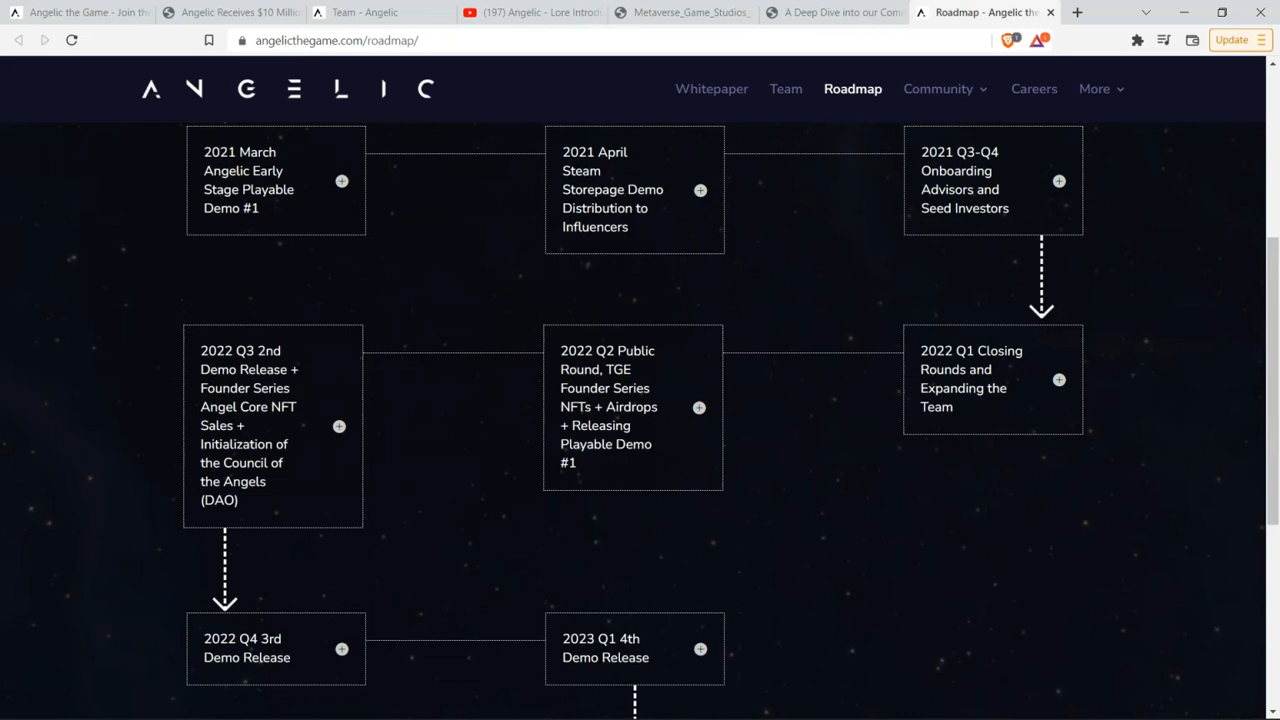 Angelic the Game - Join the
Angelic Receives $10 Millio
Team - Angelic
(197) Angelic - Lore Introd
Metaverse_Game_Studios_
A Deep Dive into our Com
Roadmap - Angelic the
angelicthegame.com/roadmap/
1
1
Update
ANGELIC
Whitepaper
Team
Roadmap
Community
Careers
More
2021 March
Angelic Early
Stage Playable
Demo #1
2021 April
Steam
Storepage Demo
Distribution to
Influencers
2021 Q3-Q4
Onboarding
Advisors and
Seed Investors
2022 Q3 2nd
Demo Release +
Founder Series
Angel Core NFT
Sales +
Initialization of
the Council of
the Angels
(DAO)
2022 Q2 Public
Round, TGE
Founder Series
NFTs + Airdrops
+ Releasing
Playable Demo
#1
2022 Q1 Closing
Rounds and
Expanding the
Team
2022 Q4 3rd
Demo Release
2023 Q1 4th
Demo Release